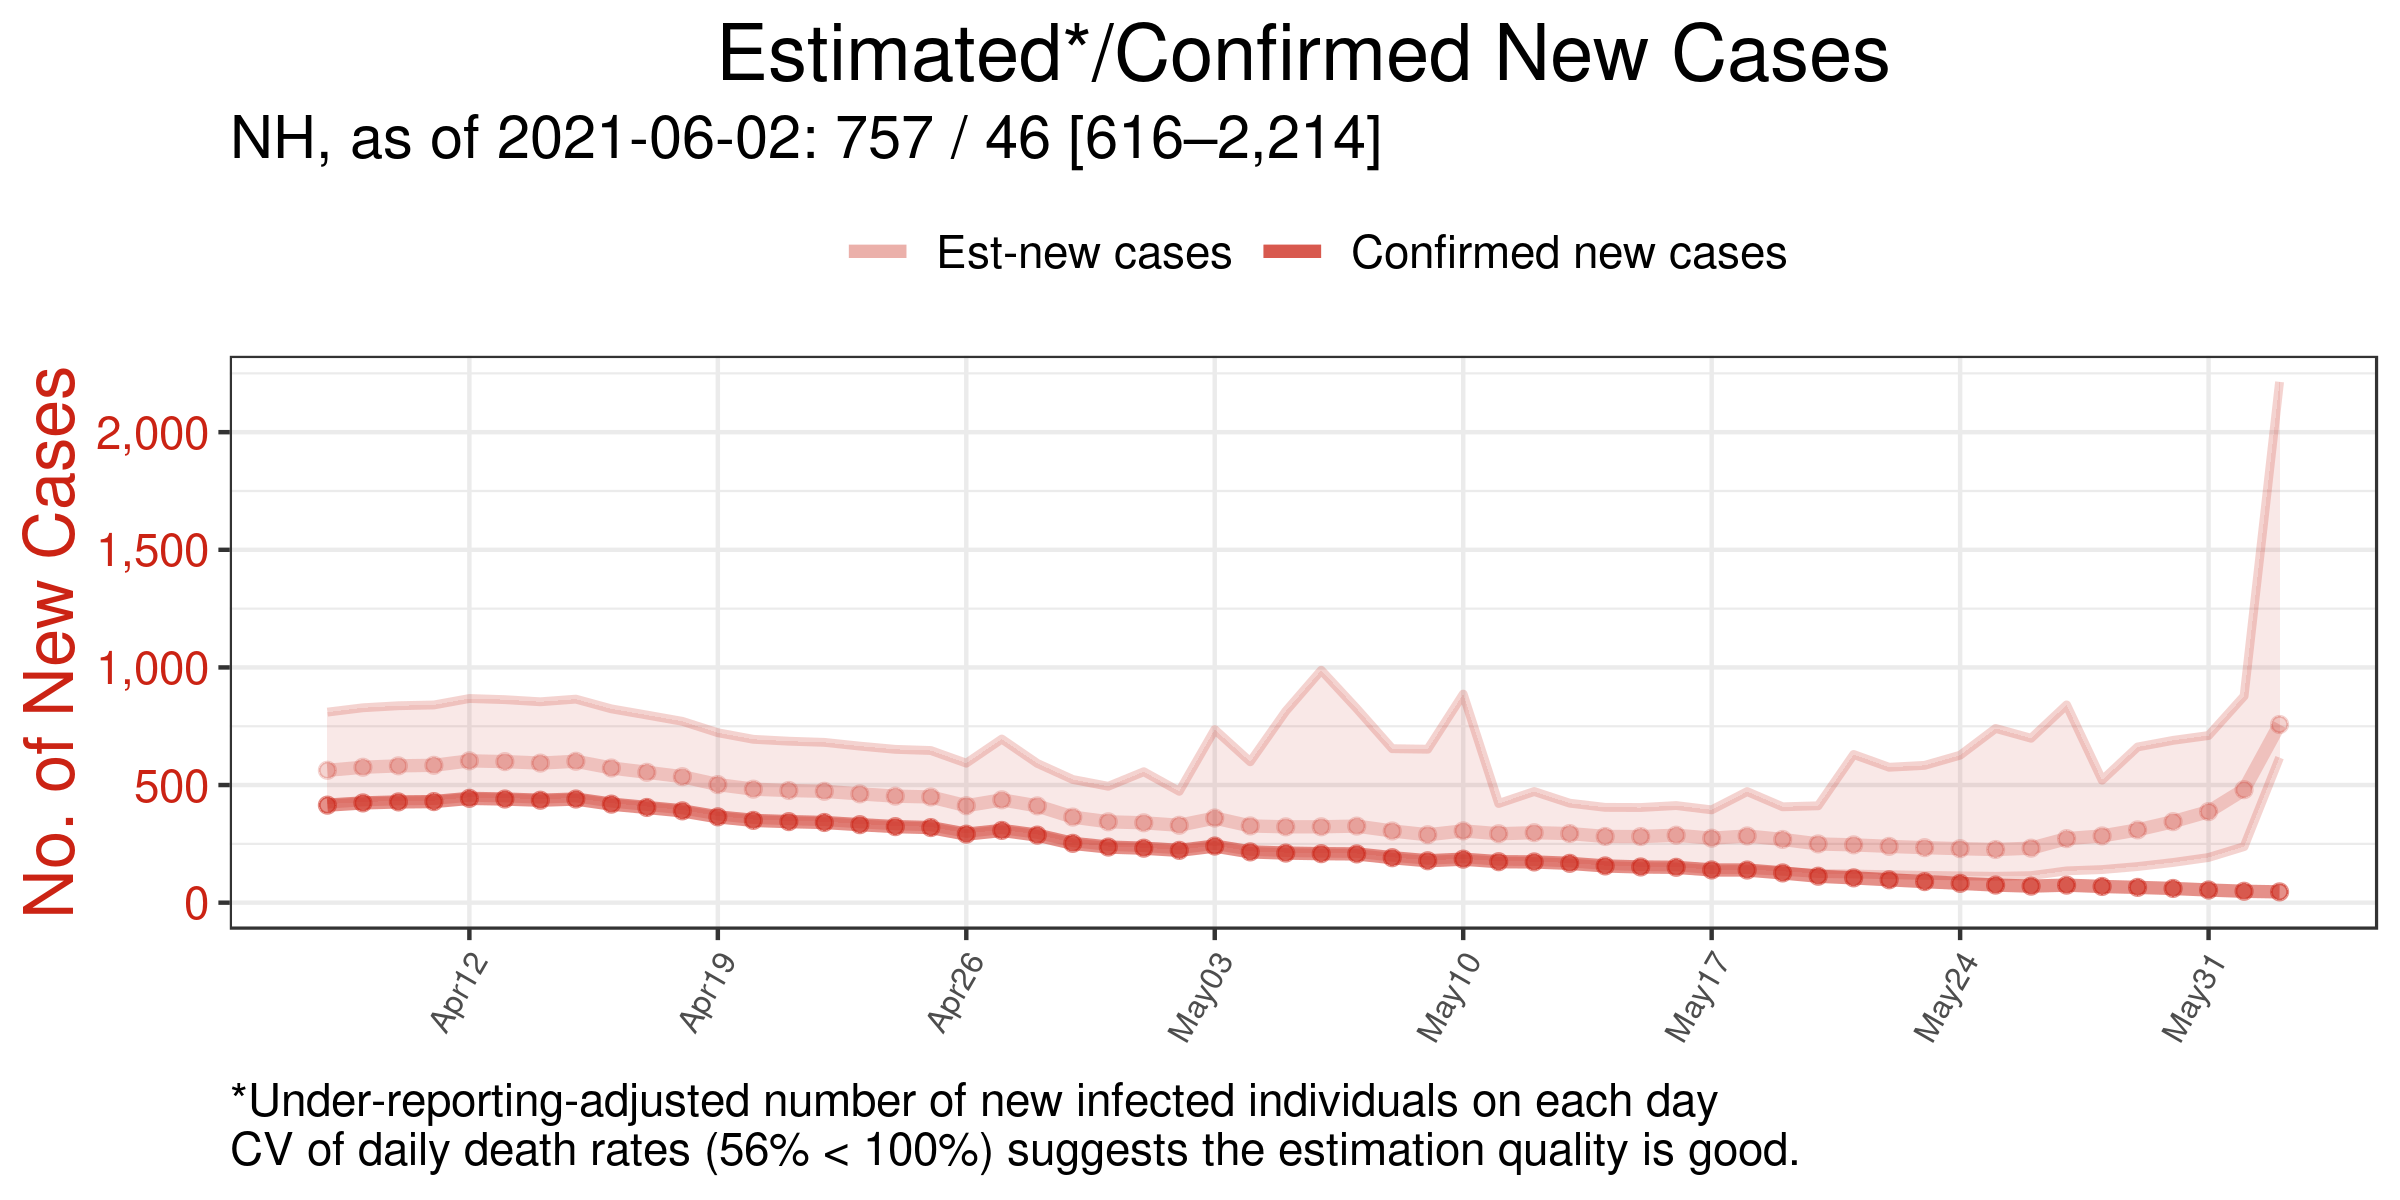 Estimated*/Confirmed New Cases
NH, as of 2021-06-02: 757 / 46 [616–2,214]
Est-new cases
Confirmed new cases
No. of New Cases
2,000
1,500
1,000
500
0
Apr12
Apr19
Apr26
May03
May10
May17
May24
May31
*Under-reporting-adjusted number of new infected individuals on each day
CV of daily death rates (56% < 100%) suggests the estimation quality is good.